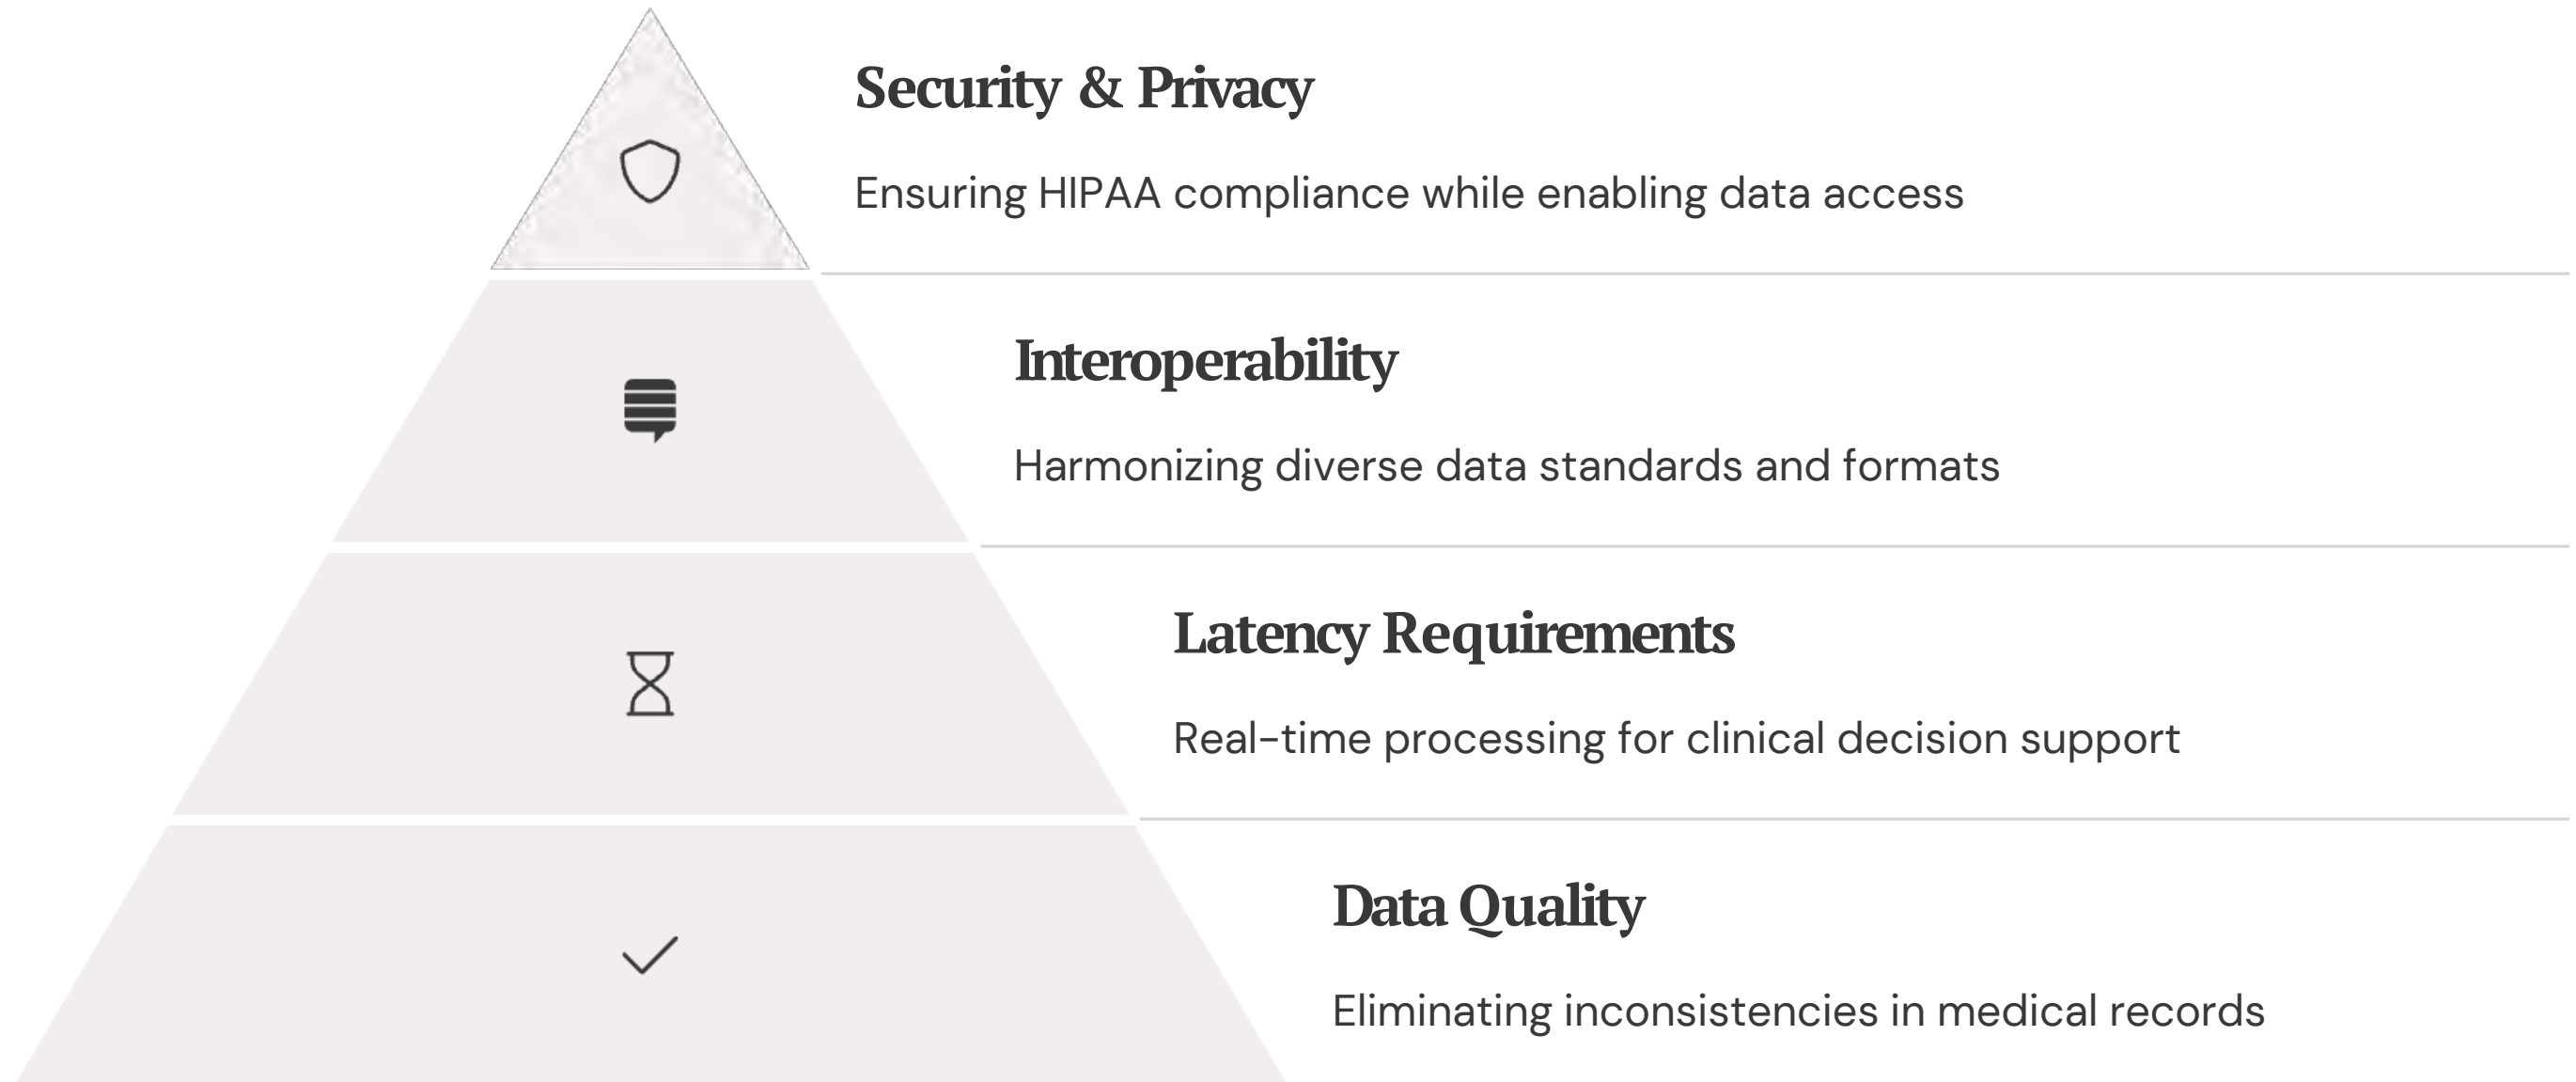 Security & Privacy
Ensuring HIPAA compliance while enabling data access
Interoperability
Harmonizing diverse data standards and formats
Latency Requirements
Real-time processing for clinical decision support
Data Quality
Eliminating inconsistencies in medical records